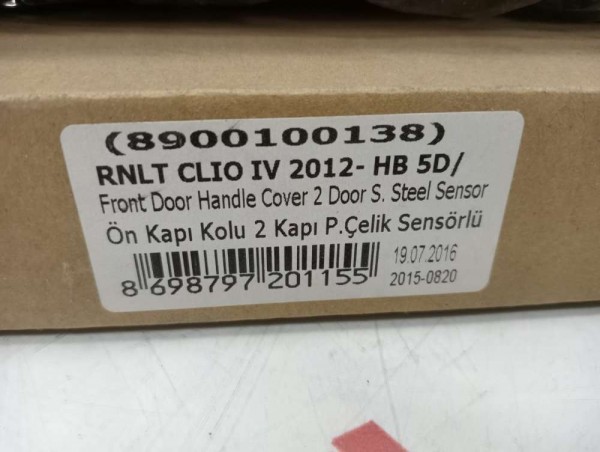 (8900100138)
RNLT CLIO IV 2012- HB 5D/
Front Door Handle Cover 2 Door S. Steel Sensor
Ön Kapı Kolu 2 Kapı P.Çelik Sensörlü
19.07.2016
8 698797 201155 2015-0820